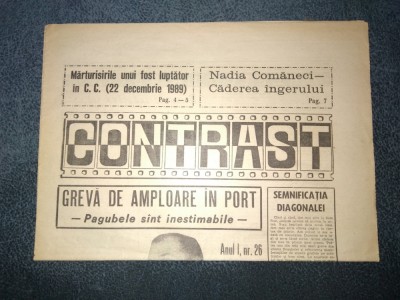 Mărturisirile unui fost luptător
în C. C. (22 decembrie 1989)
Pag. 4—5
Nadia Comăneci—
Căderea îngerului
Pag. 7
CONTRAST
GREVĂ DE AMPLOARE ÎN PORT
— Pagubele sînt inestimabile —
Anul I, nr. 26
SEMNIFICAȚIA
DIAGONALEI